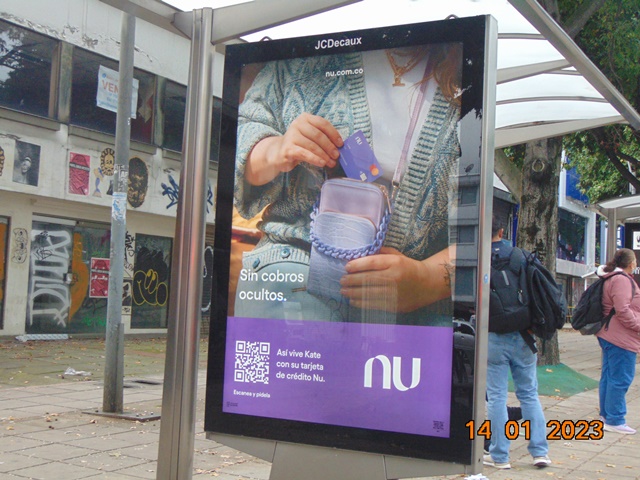 JCDecaux
nu.com.co
Sin cobros
ocultos.
Así vive Kate
con su tarjeta
de crédito Nu.
Escanea y pídela
nu
14 01 2023